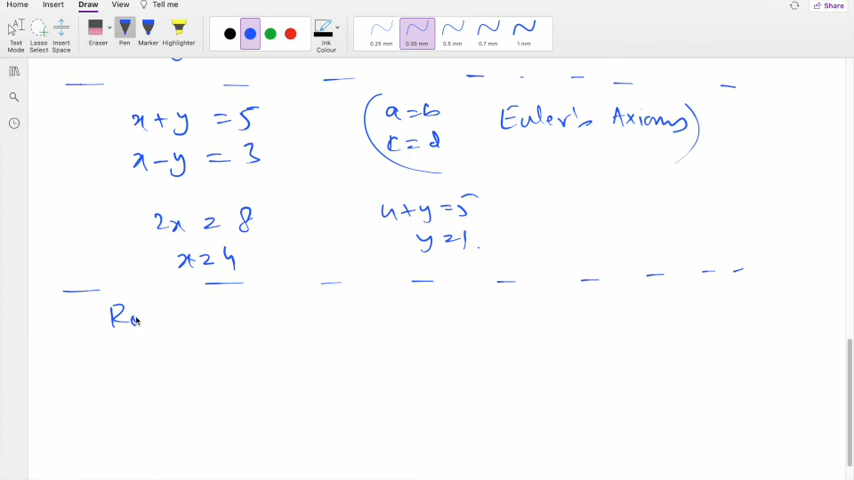 Home Insert Draw View Tell me Share
Text Mode
Lasso Select
Insert Space
Eraser
Pen
Marker
Highlighter
Ink Colour
0.25 mm
0.35 mm
0.5 mm
0.7 mm
1 mm
x+y = 5
x-y = 3
a=b
c=d
Euler's Axioms
2x = 8
x=4
4+y=5
y=1.
Ra